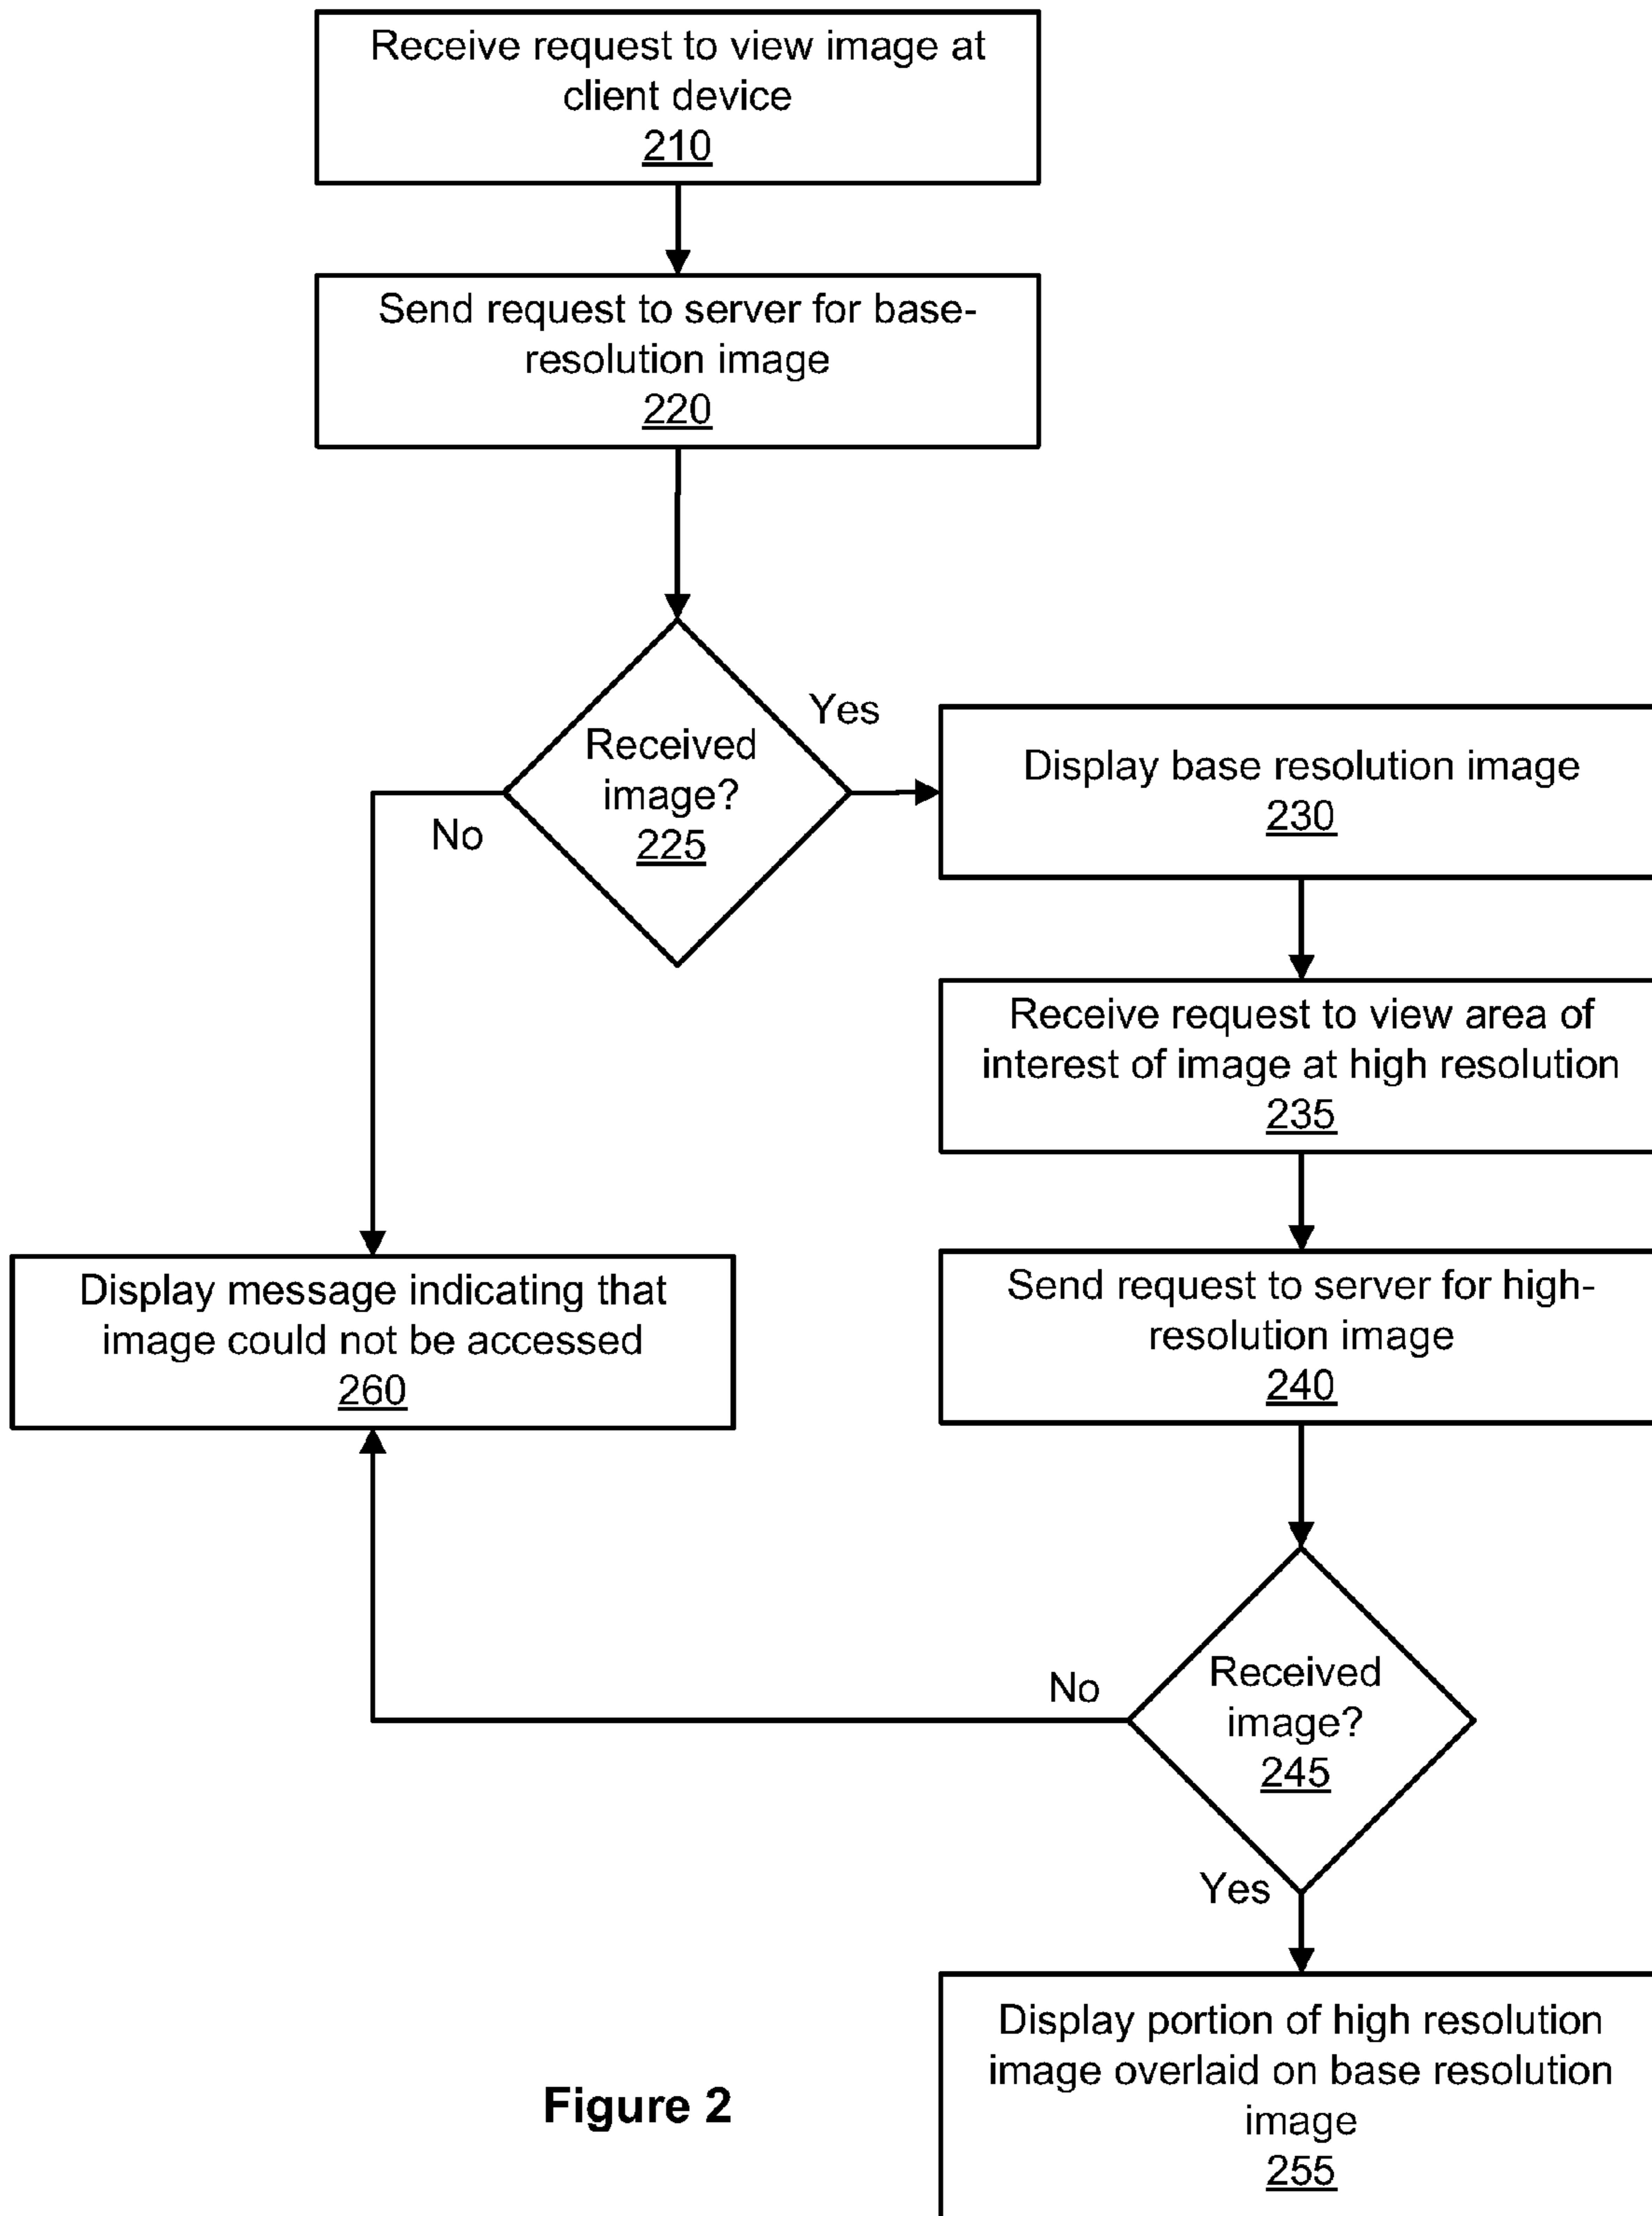 Receive request to view image at
client device
210
Send request to server for base-
resolution image
220
Received
image?
225
Yes
No
Display base resolution image
230
Receive request to view area of
interest of image at high resolution
235
Send request to server for high-
resolution image
240
Display message indicating that
image could not be accessed
260
Received
image?
245
No
Yes
Display portion of high resolution
image overlaid on base resolution
image
255
Figure 2